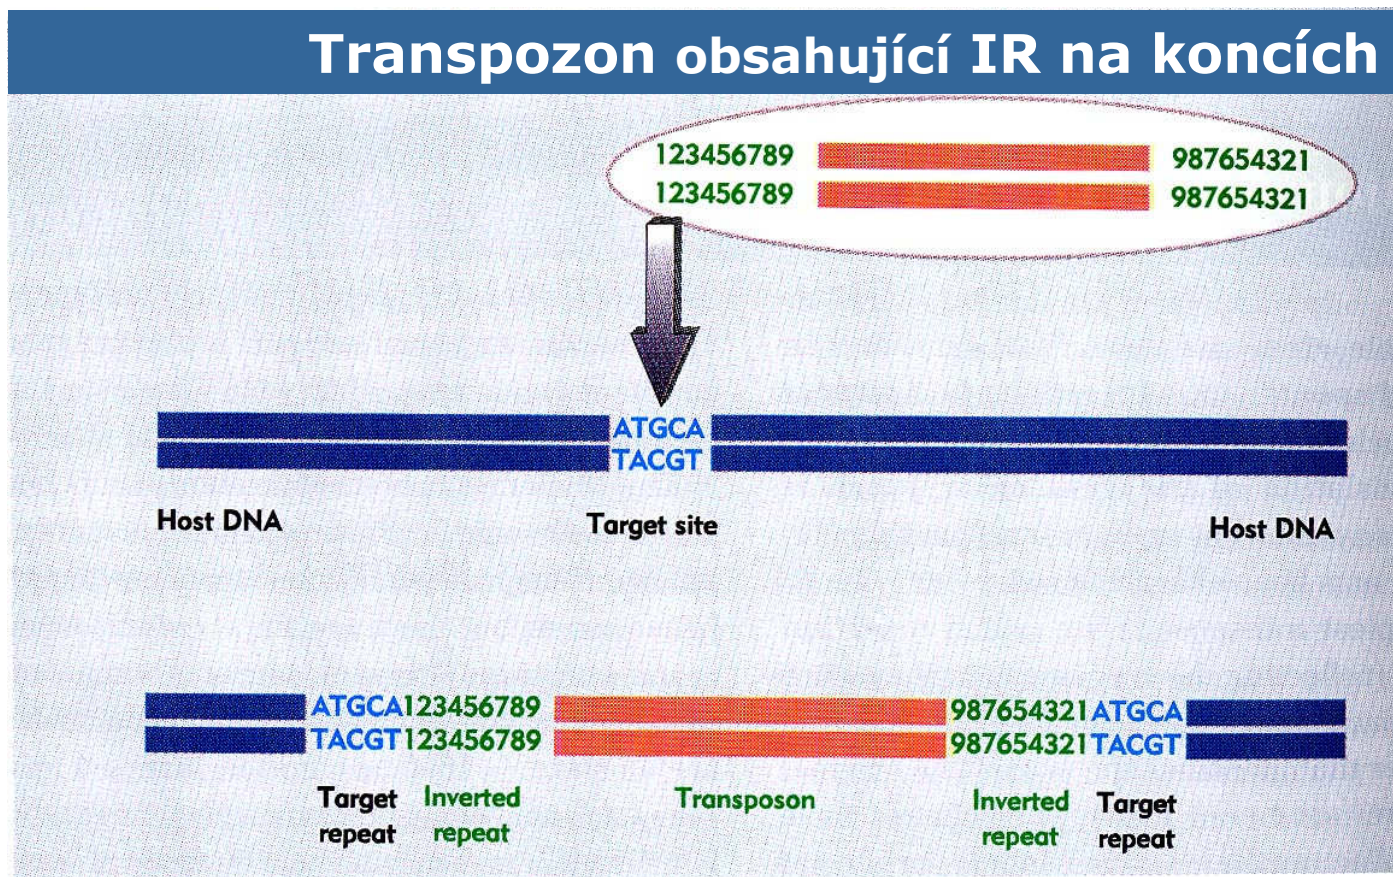 Transpozon obsahující IR na koncích
123456789 987654321
123456789 987654321
ATGCA
TACGT
Host DNA Target site Host DNA
ATGCA123456789 987654321ATGCA
TACGT123456789 987654321TACGT
Target repeat Inverted repeat Transposon Inverted repeat Target repeat